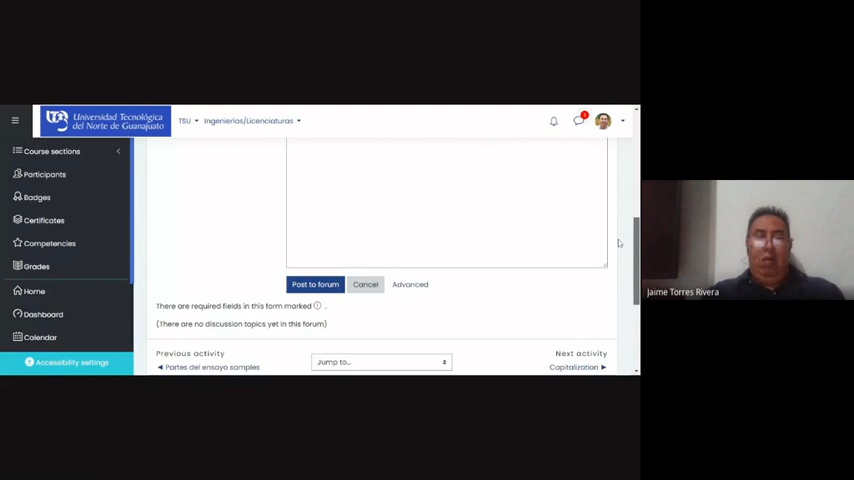 Universidad Tecnológica
del Norte de Guanajuato
TSU
Ingenierías/Licenciaturas
Course sections
Participants
Badges
Certificates
Competencies
Grades
Home
Dashboard
Calendar
Accessibility settings
Post to forum
Cancel
Advanced
There are required fields in this form marked .
(There are no discussion topics yet in this forum)
Previous activity
Next activity
◄ Partes del ensayo samples
Jump to...
Capitalization ►
Jaime Torres Rivera